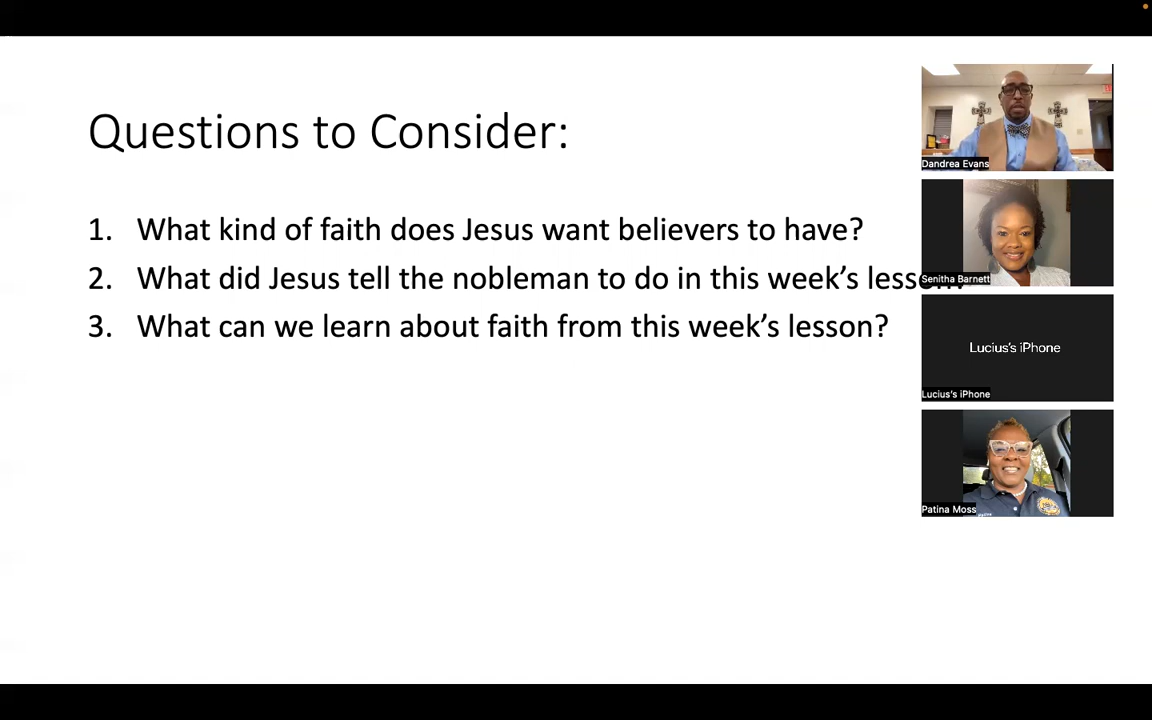 Questions to Consider:
1. What kind of faith does Jesus want believers to have?
2. What did Jesus tell the nobleman to do in this week's
3. What can we learn about faith from this week's lesson?
Dandrea Evans
Senitha Barnett
Lucius's iPhone
Lucius's iPhone
Patina Moss